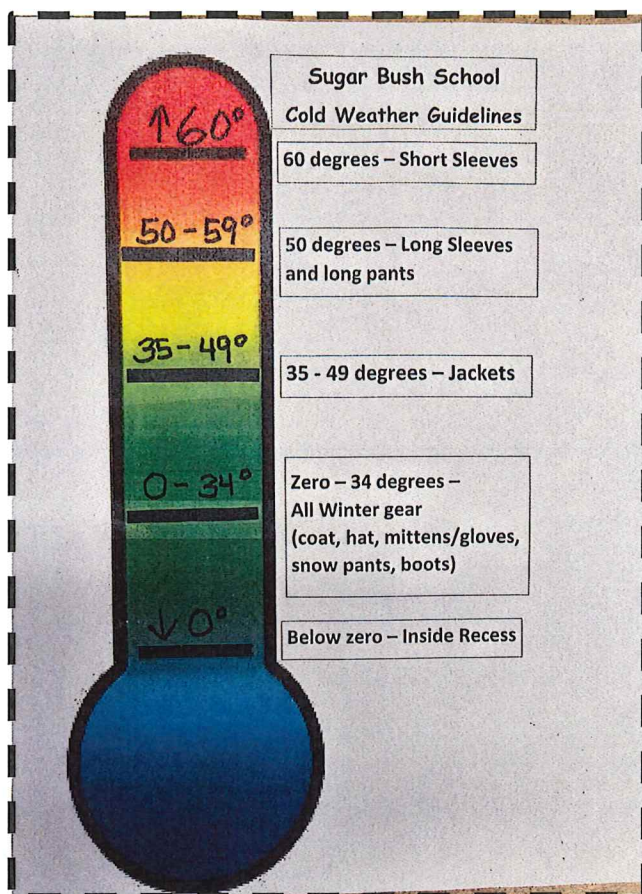 Sugar Bush School
Cold Weather Guidelines
↑60°
60 degrees – Short Sleeves
50-59°
50 degrees – Long Sleeves
and long pants
35-49°
35 - 49 degrees – Jackets
0-34°
Zero – 34 degrees –
All Winter gear
(coat, hat, mittens/gloves,
snow pants, boots)
↓0°
Below zero – Inside Recess